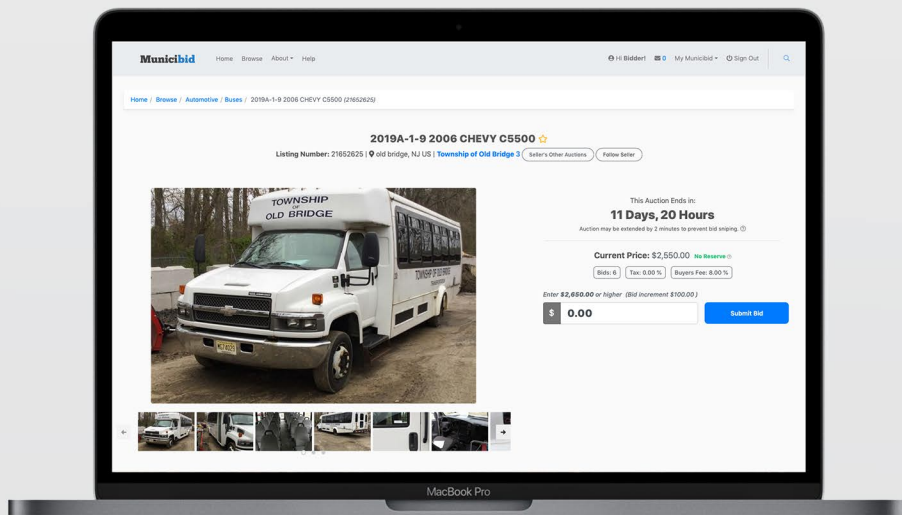 Municibid Home Browse About Help Hi Bidder! 0 My Municibid Sign Out
Home / Browse / Automotive / Buses / 2019A-1-9 2006 CHEVY C5500 (21652625)
2019A-1-9 2006 CHEVY C5500
Listing Number: 21652625 | old bridge, NJ US | Township of Old Bridge 3 Seller's Other Auctions Follow Seller
TOWNSHIP
OF
OLD BRIDGE
TOWNSHIP OF OLD BRIDGE
This Auction Ends in:
11 Days, 20 Hours
Auction may be extended by 2 minutes to prevent bid sniping.
Current Price: $2,550.00 No Reserve
Bids: 6 Tax: 0.00 % Buyers Fee: 8.00 %
Enter $2,650.00 or higher (Bid increment $100.00 )
$ 0.00 Submit Bid
MacBook Pro